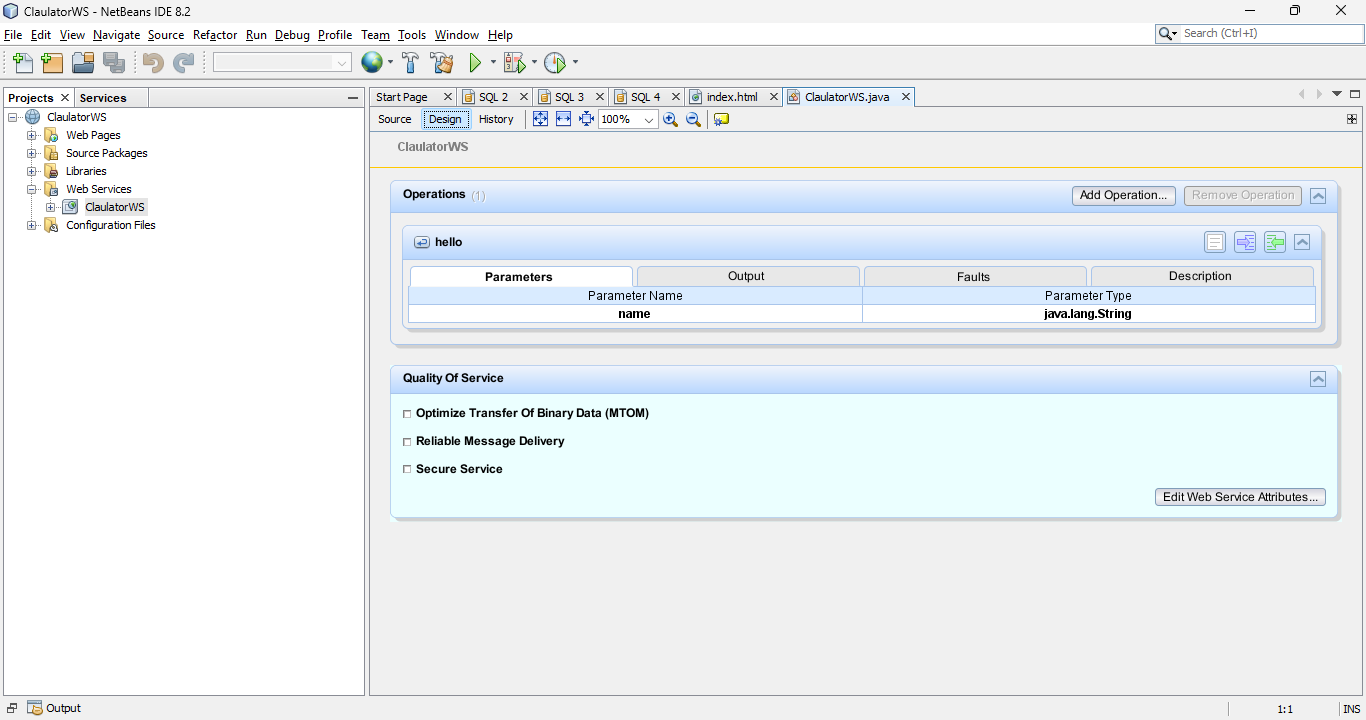 ClaulatorWS - NetBeans IDE 8.2
File Edit View Navigate Source Refactor Run Debug Profile Team Tools Window Help
Search (Ctrl+I)
Projects Services
Start Page SQL 2 SQL 3 SQL 4 index.html ClaulatorWS.java
Source Design History 100%
ClaulatorWS
Web Pages
Source Packages
Libraries
Web Services
ClaulatorWS
Configuration Files
ClaulatorWS
Operations (1) Add Operation... Remove Operation
hello
Parameters Output Faults Description
Parameter Name Parameter Type
name java.lang.String
Quality Of Service
Optimize Transfer Of Binary Data (MTOM)
Reliable Message Delivery
Secure Service
Edit Web Service Attributes...
Output 1:1 INS